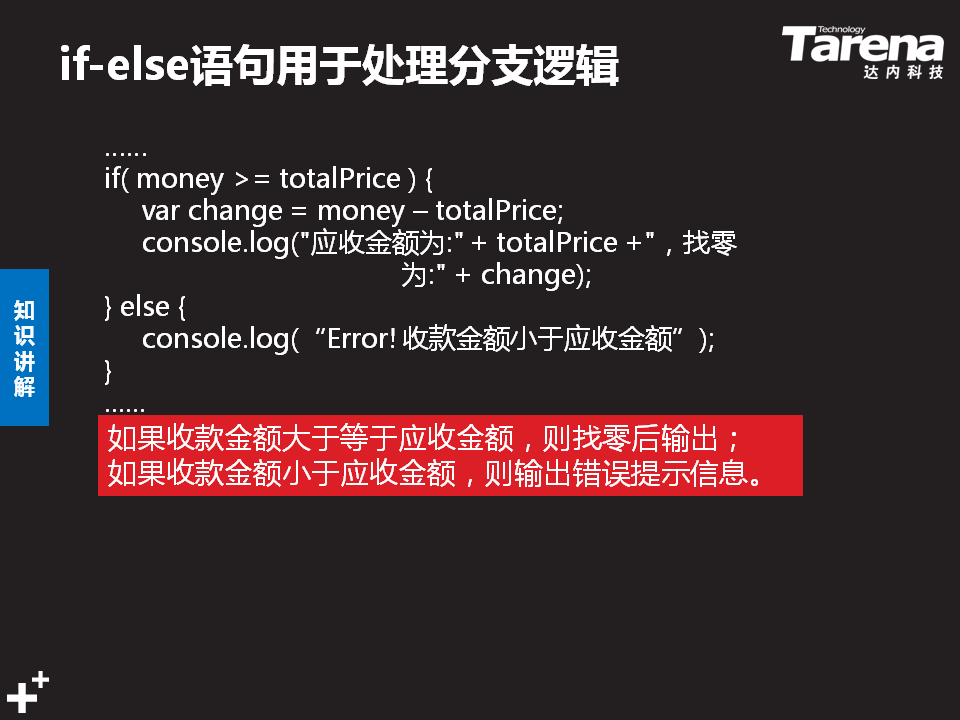 if-else语句用于处理分支逻辑
Technology
Tarena
达内科技
……
if( money >= totalPrice ) {
var change = money – totalPrice;
console.log("应收金额为:" + totalPrice +"，找零
为:" + change);
} else {
console.log(“Error! 收款金额小于应收金额”);
}
……
知识讲解
如果收款金额大于等于应收金额，则找零后输出；
如果收款金额小于应收金额，则输出错误提示信息。